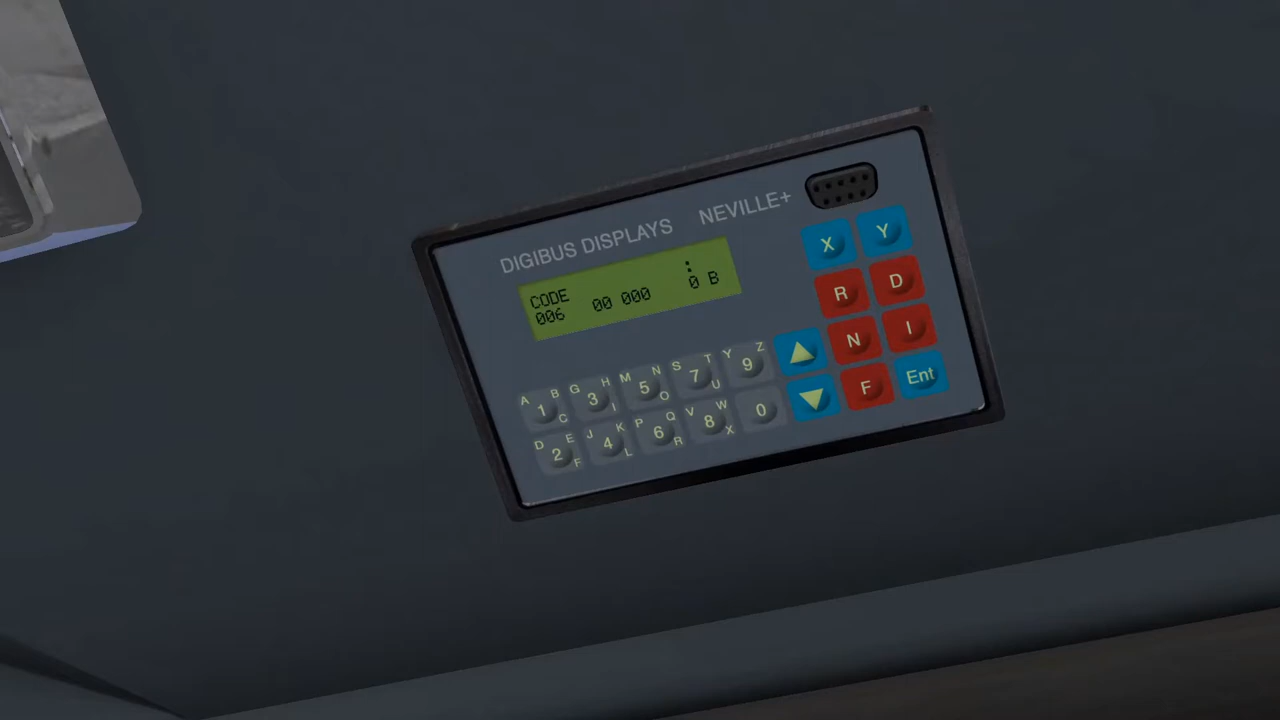 DIGIBUS DISPLAYS NEVILLE+
CODE :
006 00 000 0 B
X Y
R D
N I
F Ent
A B 1 C G H 3 I M N 5 O S T 7 U Y Z 9
D E 2 F J K 4 L P Q 6 R V W 8 X 0